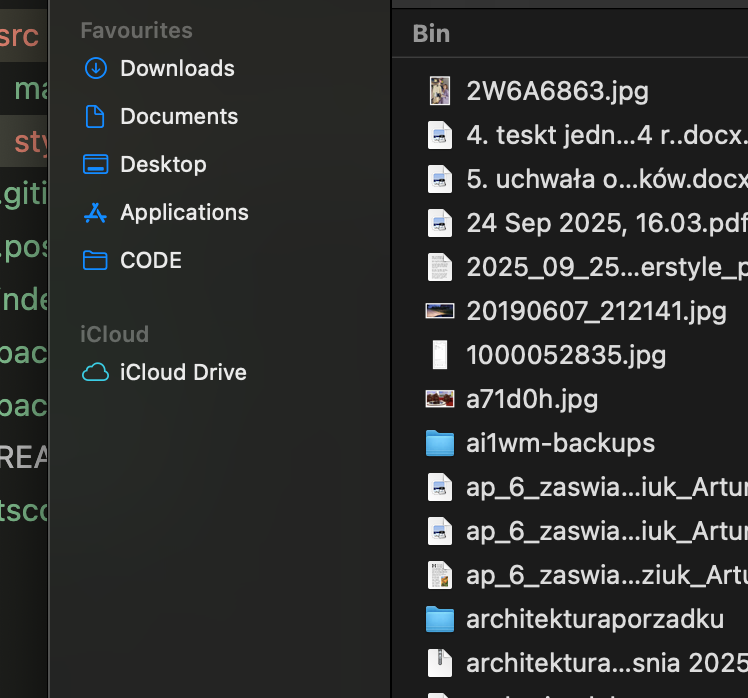 src
ma
sty
.giti
.pos
inde
pac
pac
REA
tsco
Favourites
Downloads
Documents
Desktop
Applications
CODE
iCloud
iCloud Drive
Bin
2W6A6863.jpg
4. teskt jedn...4 r..docx.
5. uchwała o...ków.docx
24 Sep 2025, 16.03.pdf
2025_09_25...erstyle_p
20190607_212141.jpg
1000052835.jpg
a71d0h.jpg
ai1wm-backups
ap_6_zaswia...iuk_Artur
ap_6_zaswia...iuk_Artur
ap_6_zaswia...ziuk_Artu
architekturaporzadku
architektura...snia 2025